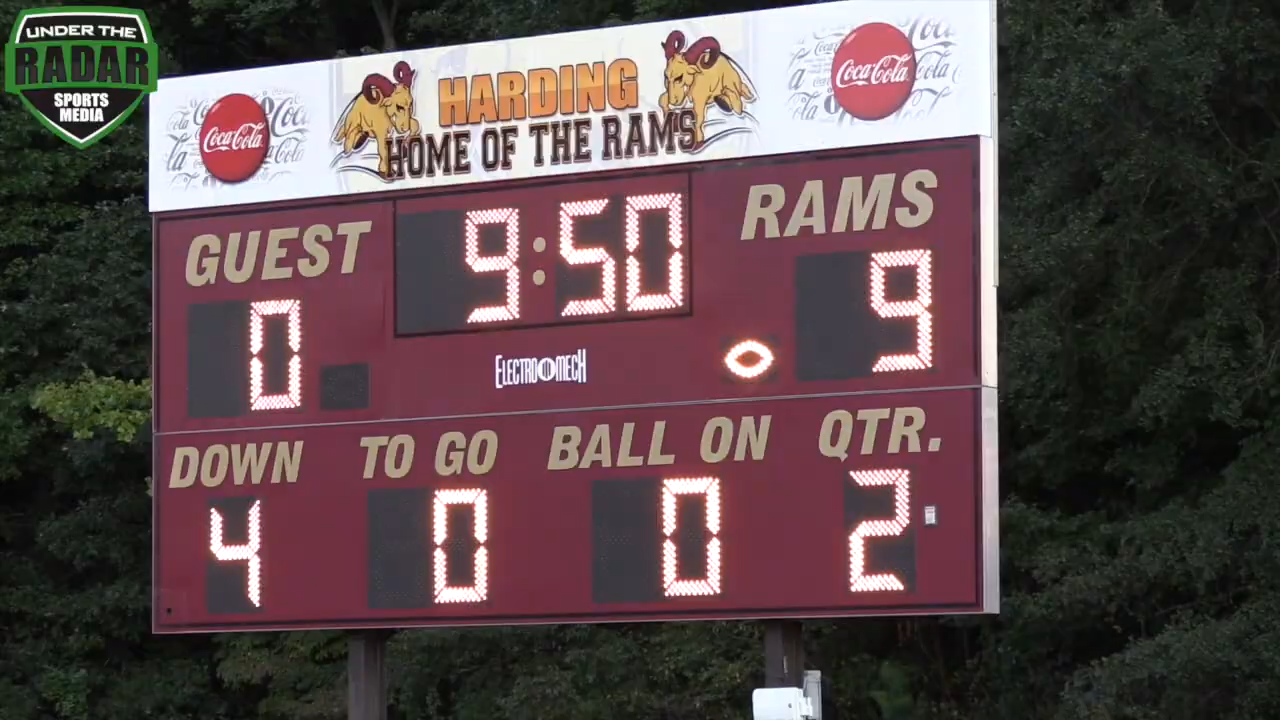 UNDER THE
RADAR
SPORTS
MEDIA
Coca-Cola
HARDING
HOME OF THE RAMS
Coca-Cola
GUEST
9:50
RAMS
0
9
ELECTRO MECH
DOWN
TO GO
BALL ON
QTR.
4
0
0
2